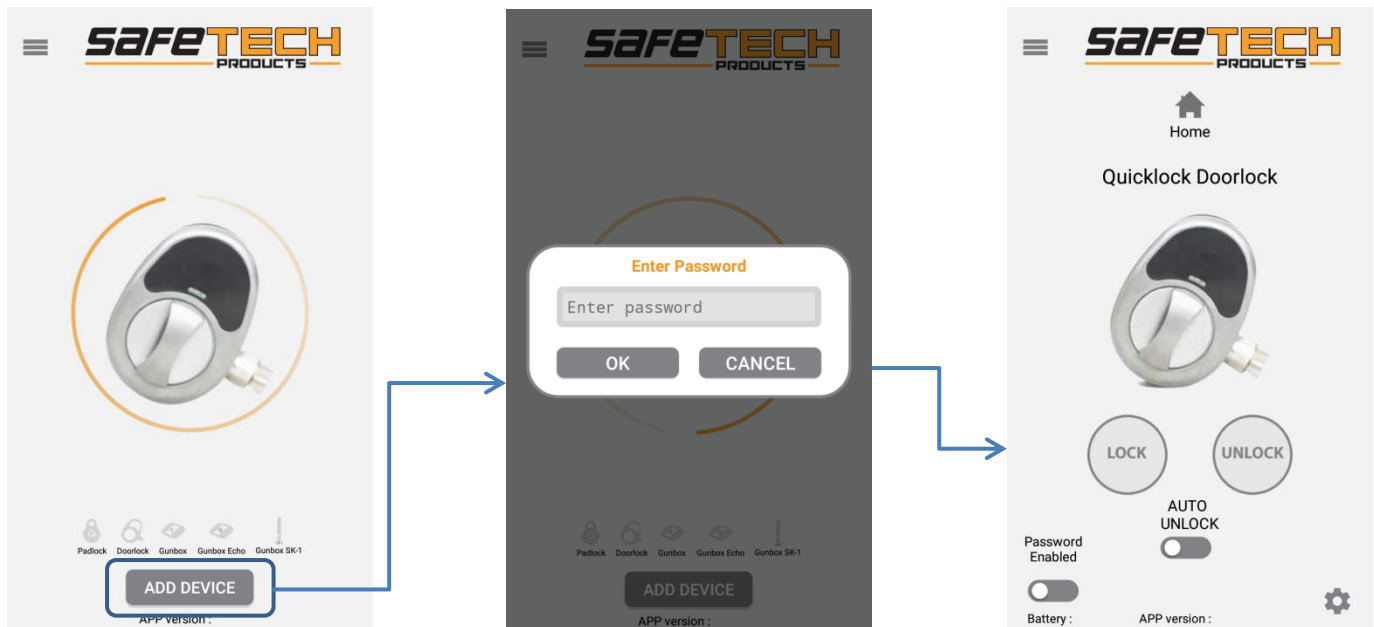 SAFETECH
PRODUCTS
Padlock Doorlock Gunbox Gunbox Echo Gunbox SK-1
ADD DEVICE
APP version :
SAFETECH
PRODUCTS
Enter Password
Enter password
OK CANCEL
Padlock Doorlock Gunbox Gunbox Echo Gunbox SK-1
ADD DEVICE
APP version :
SAFETECH
PRODUCTS
Home
Quicklock Doorlock
LOCK UNLOCK
AUTO
UNLOCK
Password
Enabled
Battery : APP version :